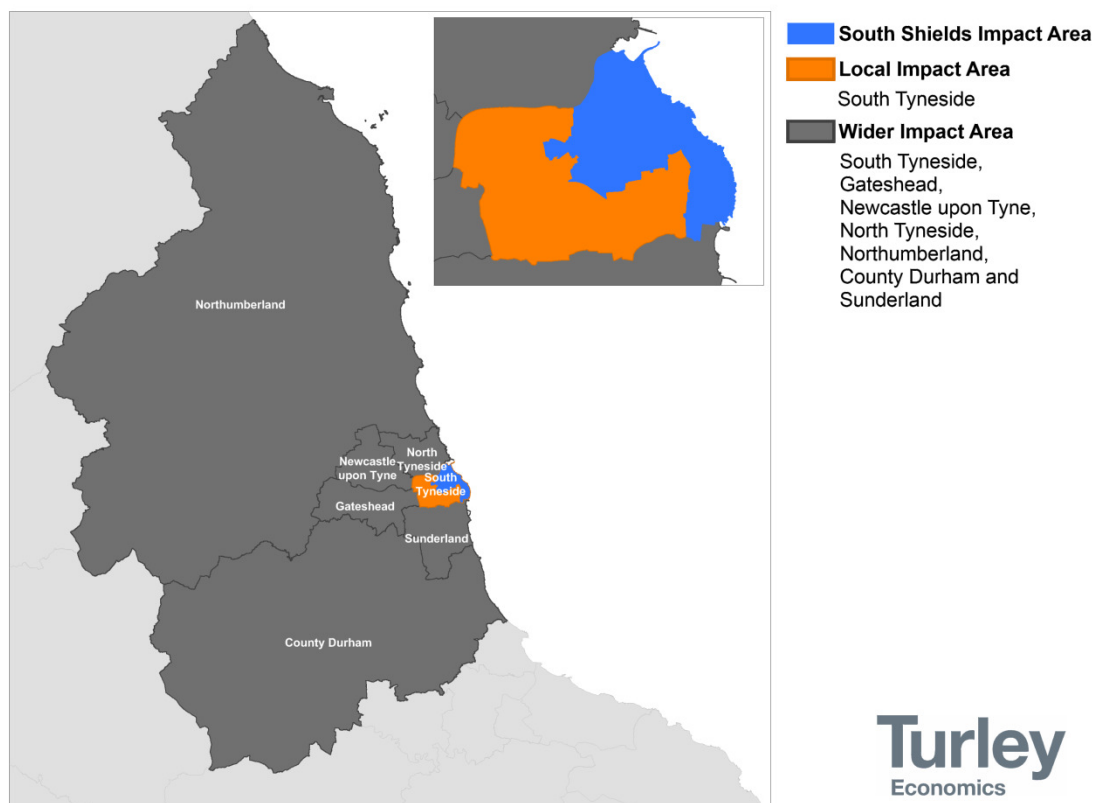 South Shields Impact Area
Local Impact Area
South Tyneside
Wider Impact Area
South Tyneside,
Gateshead,
Newcastle upon Tyne,
North Tyneside,
Northumberland,
County Durham and
Sunderland
Northumberland
North
Tyneside
Newcastle
upon Tyne
South
Tyneside
Gateshead
Sunderland
County Durham
Turley
Economics